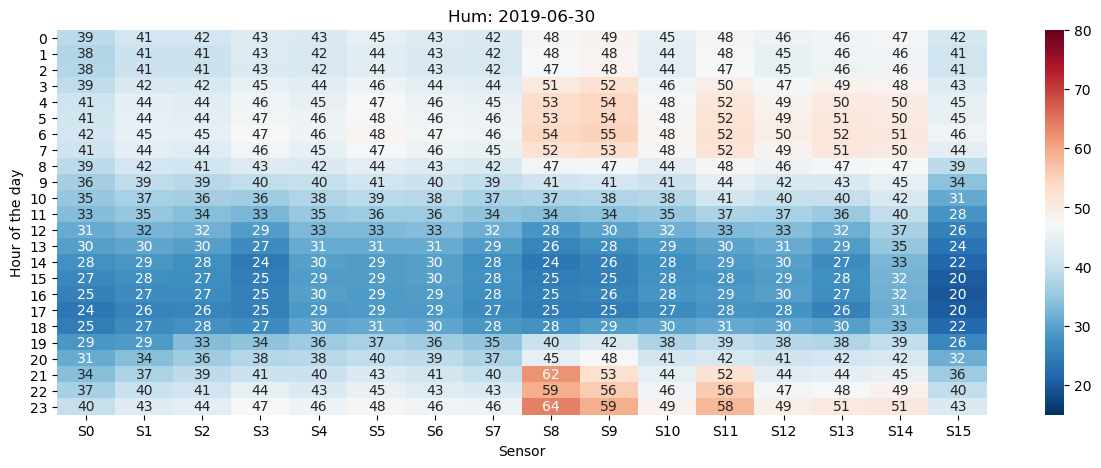 Hum: 2019-06-30
0 39 41 42 43 43 45 43 42 48 49 45 48 46 46 47 42
1 38 41 41 43 42 44 43 42 48 48 44 48 45 46 46 41
2 38 41 41 43 42 44 43 42 47 48 44 47 45 46 46 41
3 39 42 42 45 44 46 44 44 51 52 46 50 47 49 48 43
4 41 44 44 46 45 47 46 45 53 54 48 52 49 50 50 45
5 41 44 44 47 46 48 46 46 53 54 48 52 49 51 50 45
6 42 45 45 47 46 48 47 46 54 55 48 52 50 52 51 46
7 41 44 44 46 45 47 46 45 52 53 48 52 49 51 50 44
8 39 42 41 43 42 44 43 42 47 47 44 48 46 47 47 39
9 36 39 39 40 40 41 40 39 41 41 41 44 42 43 45 34
10 35 37 36 36 38 39 38 37 37 38 38 41 40 40 42 31
11 33 35 34 33 35 36 36 34 34 34 35 37 37 36 40 28
12 31 32 32 29 33 33 33 32 28 30 32 33 33 32 37 26
13 30 30 30 27 31 31 31 29 26 28 29 30 31 29 35 24
14 28 29 28 24 30 29 30 28 24 26 28 29 30 27 33 22
15 27 28 27 25 29 29 30 28 25 25 28 28 29 28 32 20
16 25 27 27 25 30 29 29 28 25 26 28 29 30 27 32 20
17 24 26 26 25 29 29 29 28 25 25 27 28 28 26 31 20
18 25 27 28 27 30 31 30 28 28 29 30 31 30 30 33 22
19 29 29 33 34 36 37 36 35 40 42 38 39 38 38 39 26
20 31 34 36 38 38 40 39 37 45 48 41 42 41 42 42 32
21 34 37 39 41 40 43 41 40 62 53 44 52 44 44 45 36
22 37 40 41 44 43 45 43 43 59 56 46 56 47 48 49 40
23 40 43 44 47 46 48 46 46 64 59 49 58 49 51 51 43
S0 S1 S2 S3 S4 S5 S6 S7 S8 S9 S10 S11 S12 S13 S14 S15
Sensor
Hour of the day
80
70
60
50
40
30
20